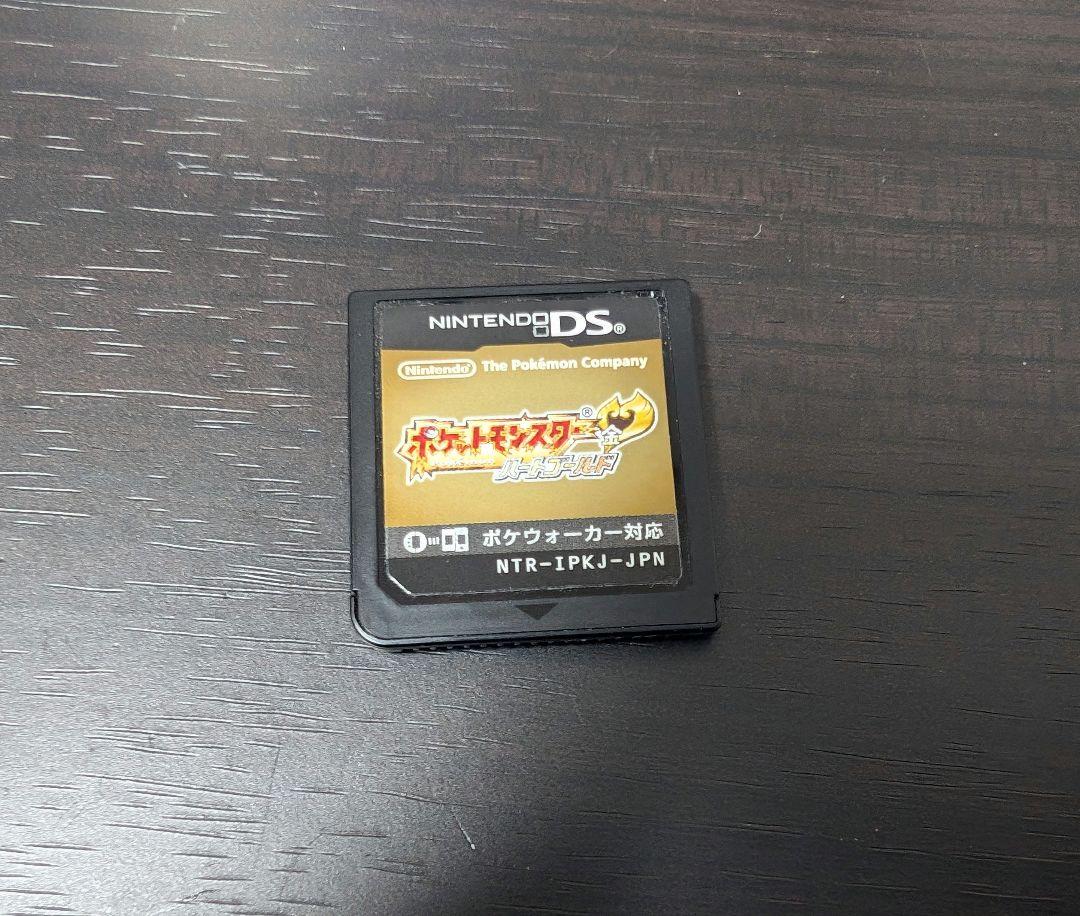 NINTENDO DS®
Nintendo® The Pokémon Company
ポケットモンスター®
金
ハートゴールド
ポケウォーカー対応
NTR-IPKJ-JPN